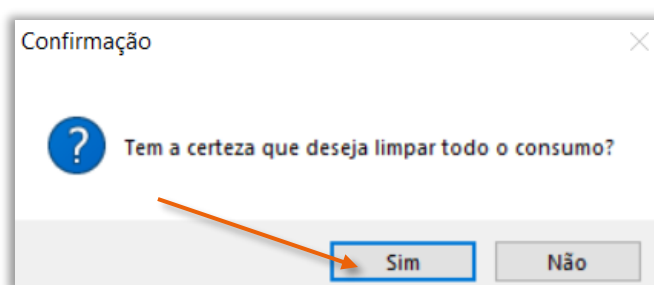 Confirmação
Tem a certeza que deseja limpar todo o consumo?
Sim Não